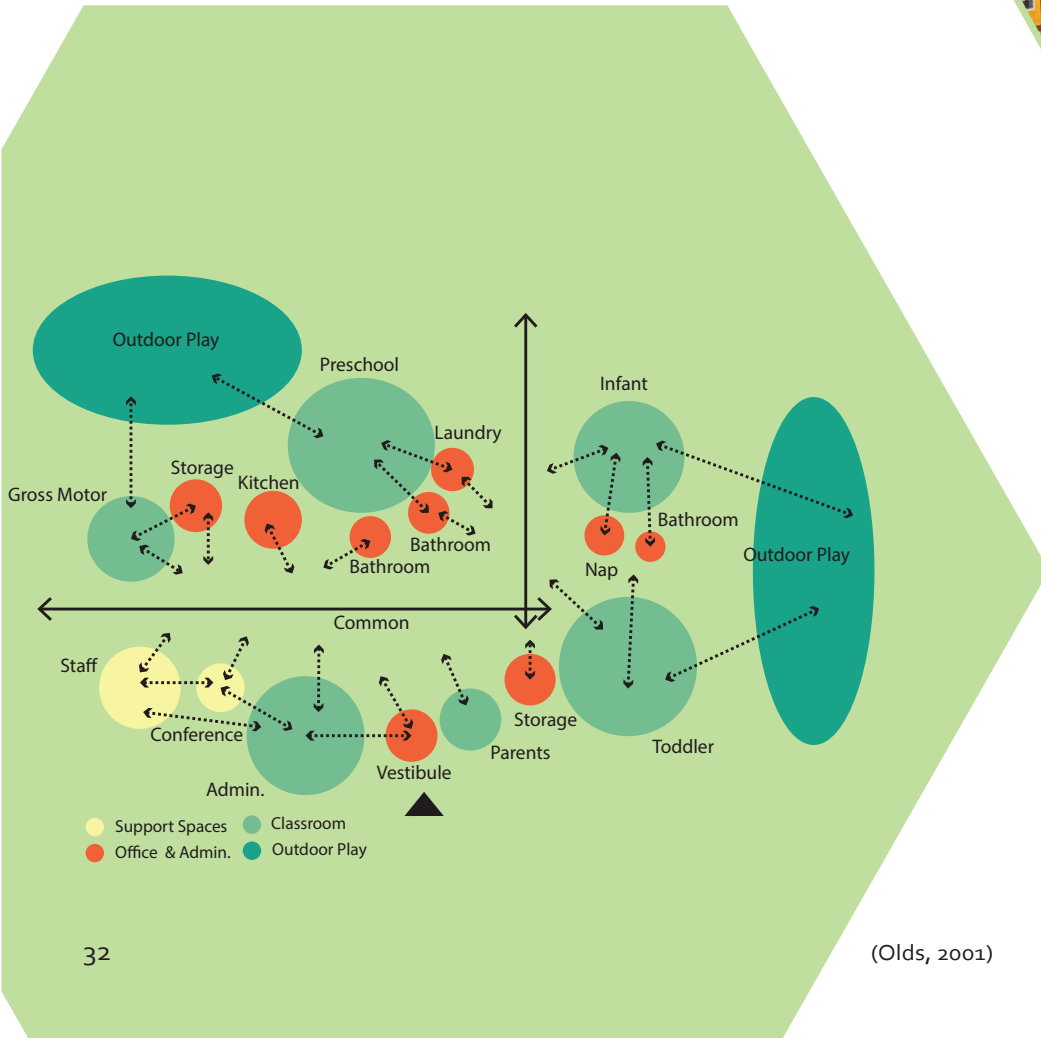 Outdoor Play
Preschool
Infant
Laundry
Storage
Kitchen
Gross Motor
Bathroom
Bathroom
Bathroom
Nap
Outdoor Play
Common
Staff
Conference
Storage
Toddler
Parents
Vestibule
Admin.
Support Spaces
Classroom
Office & Admin.
Outdoor Play
32
(Olds, 2001)